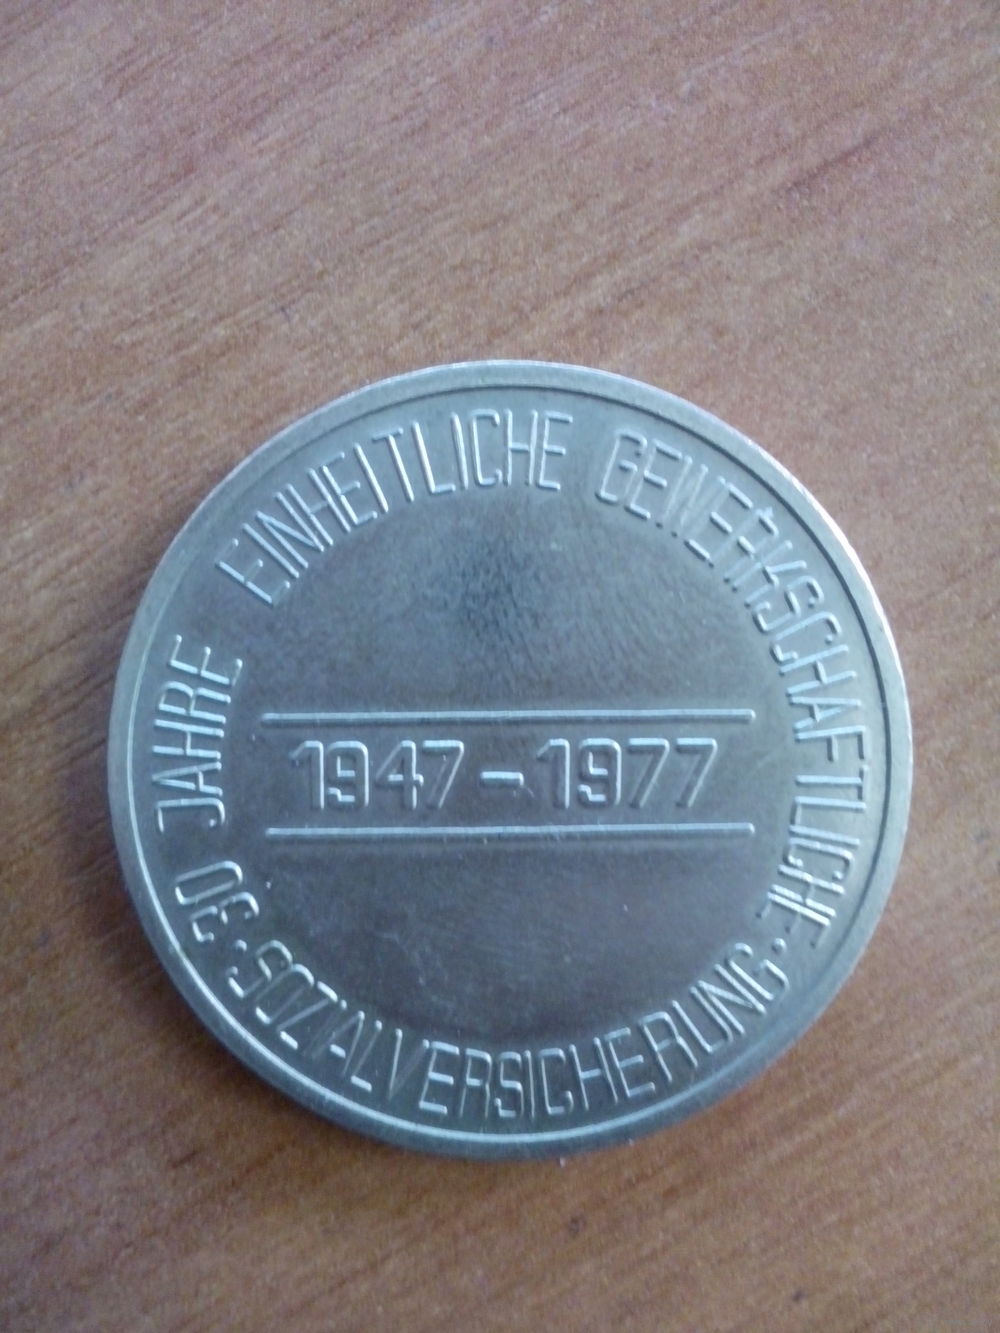 30 JAHRE EINHEITLICHE GEWERKSCHAFTLICHE
· SOZIALVERSICHERUNG ·
1947 - 1977